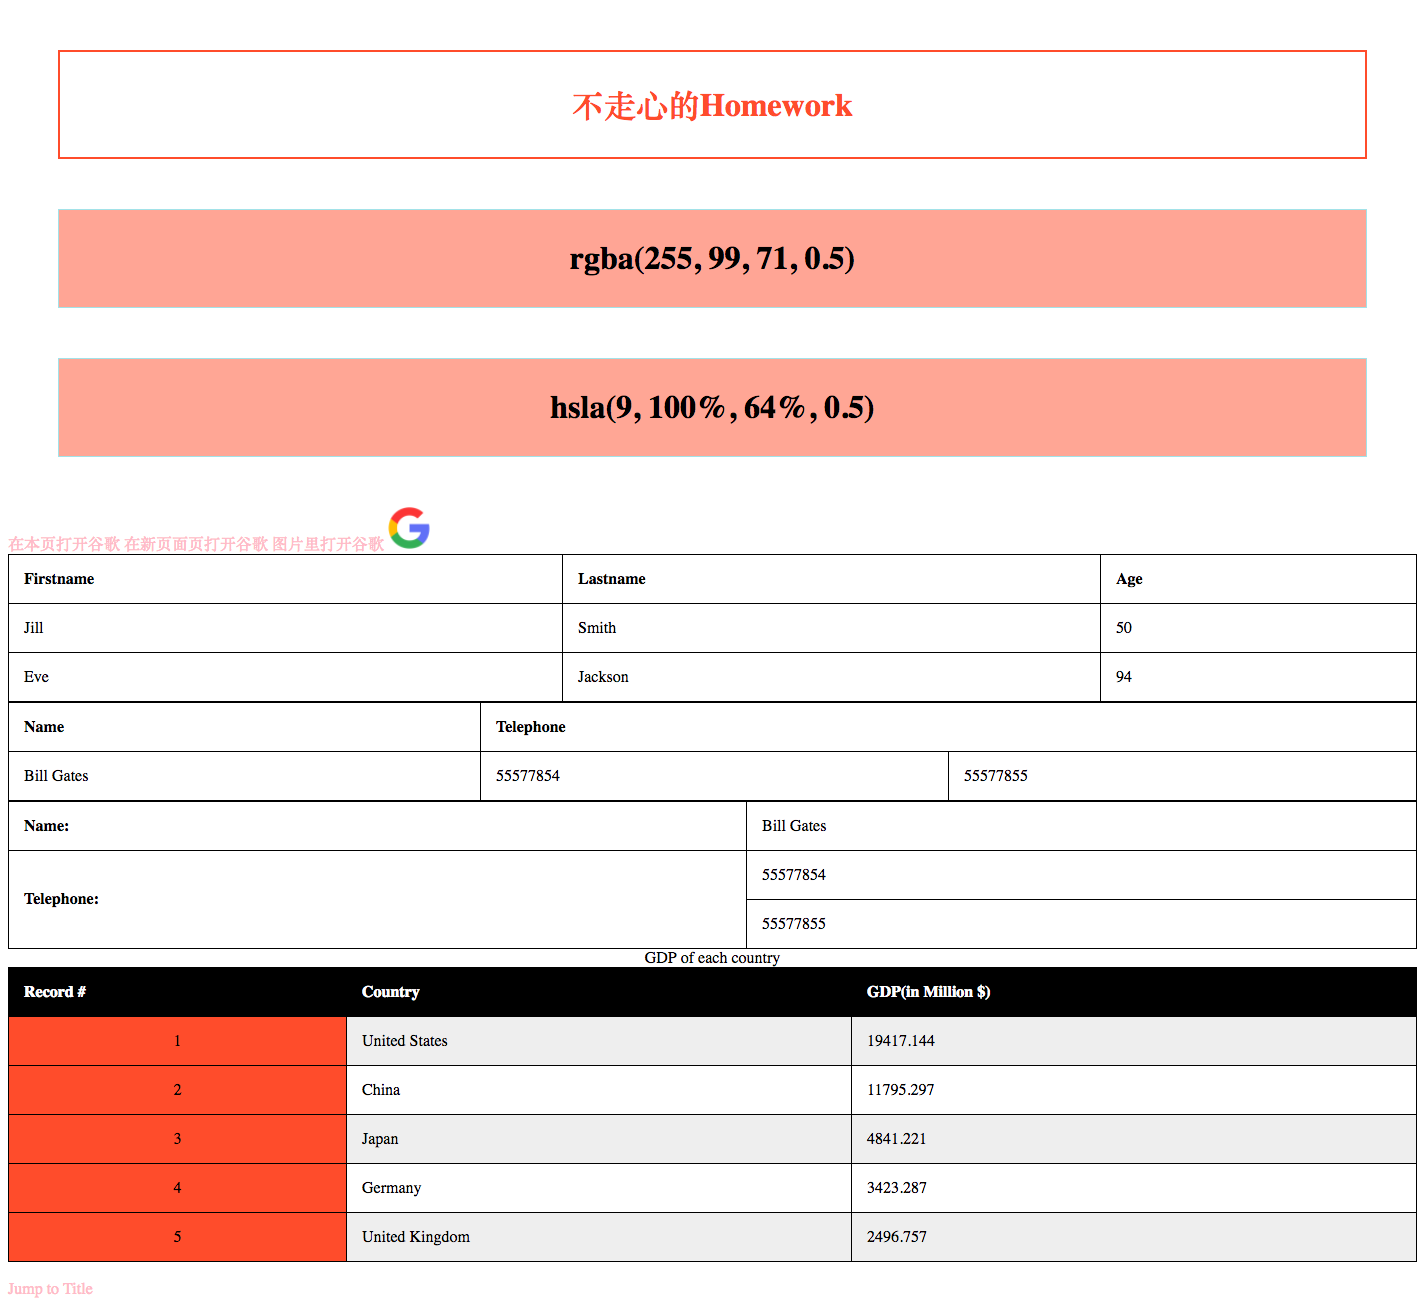 不走心的Homework
rgba(255, 99, 71, 0.5)
hsla(9, 100%, 64%, 0.5)
在本页打开谷歌 在新页面页打开谷歌 图片里打开谷歌
Firstname Lastname Age
Jill Smith 50
Eve Jackson 94
Name Telephone
Bill Gates 55577854 55577855
Name: Bill Gates
Telephone: 55577854
55577855
GDP of each country
Record # Country GDP(in Million $)
1 United States 19417.144
2 China 11795.297
3 Japan 4841.221
4 Germany 3423.287
5 United Kingdom 2496.757
Jump to Title